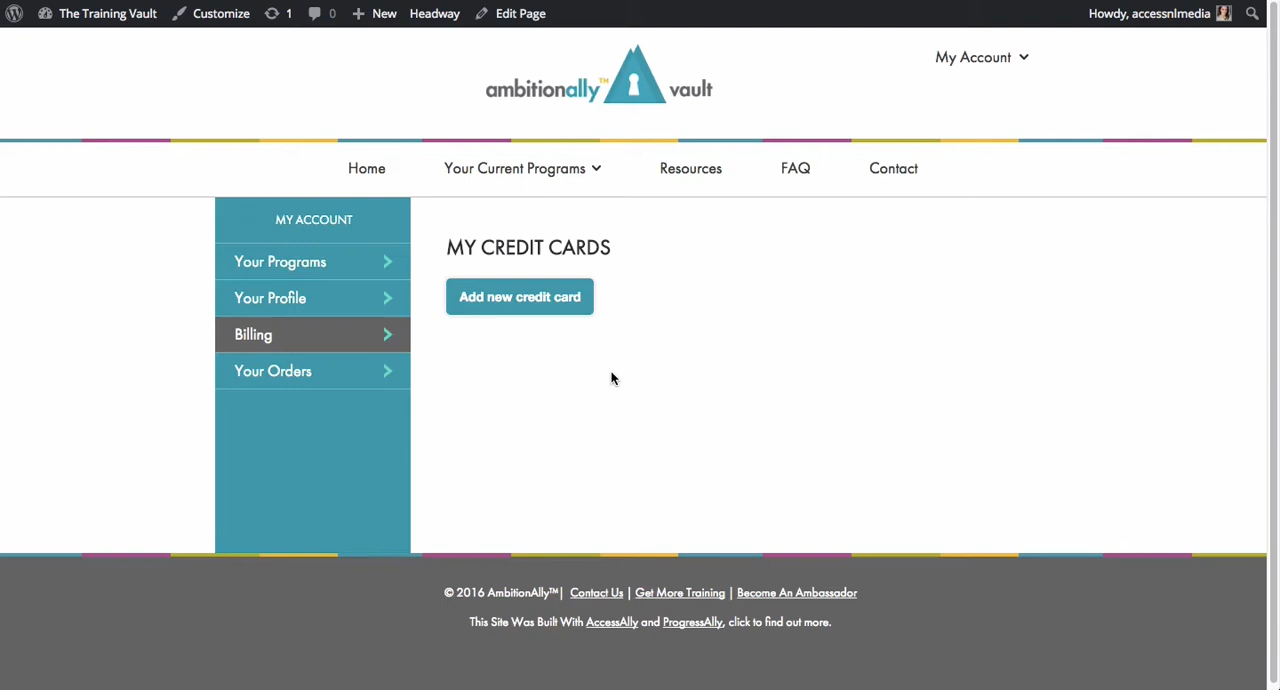 The Training Vault Customize 1 0 New Headway Edit Page Howdy, accessnlmedia
ambitionally™ vault
My Account
Home Your Current Programs Resources FAQ Contact
MY ACCOUNT
Your Programs
Your Profile
Billing
Your Orders
MY CREDIT CARDS
Add new credit card
© 2016 AmbitionAlly™| Contact Us | Get More Training | Become An Ambassador
This Site Was Built With AccessAlly and ProgressAlly, click to find out more.